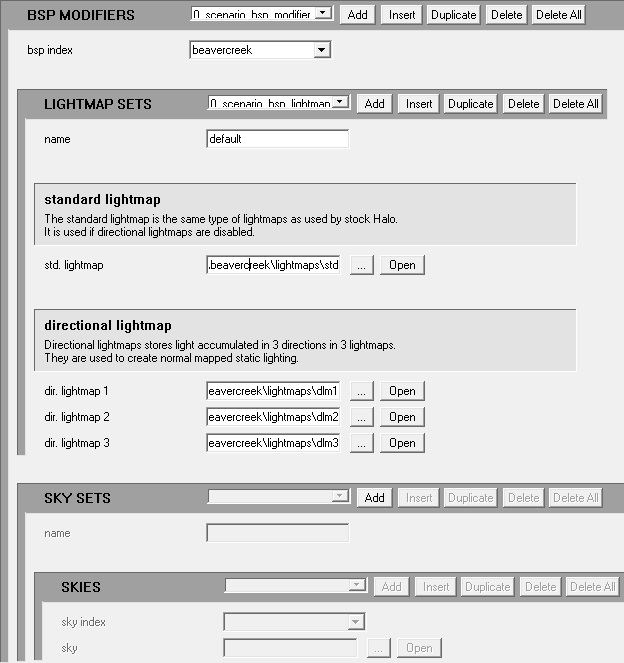 BSP MODIFIERS 0_scenario_bsp_modifier Add Insert Duplicate Delete Delete All
bsp index beavercreek
LIGHTMAP SETS 0_scenario_bsp_lightmap Add Insert Duplicate Delete Delete All
name default
standard lightmap
The standard lightmap is the same type of lightmaps as used by stock Halo.
It is used if directional lightmaps are disabled.
std. lightmap .beavercreek\lightmaps\std ... Open
directional lightmap
Directional lightmaps stores light accumulated in 3 directions in 3 lightmaps.
They are used to create normal mapped static lighting.
dir. lightmap 1 eavercreek\lightmaps\dlm1 ... Open
dir. lightmap 2 eavercreek\lightmaps\dlm2 ... Open
dir. lightmap 3 eavercreek\lightmaps\dlm3 ... Open
SKY SETS Add Insert Duplicate Delete Delete All
name
SKIES Add Insert Duplicate Delete Delete All
sky index
sky ... Open